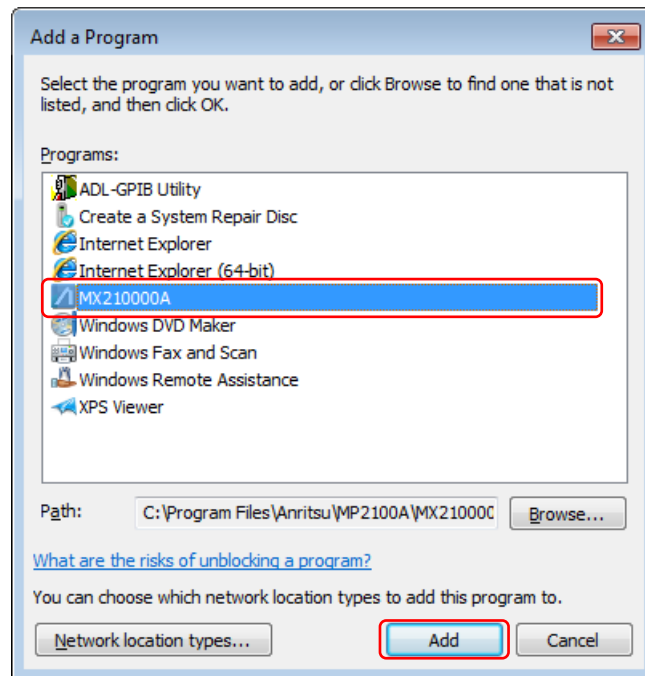 Add a Program
Select the program you want to add, or click Browse to find one that is not
listed, and then click OK.
Programs:
ADL-GPIB Utility
Create a System Repair Disc
Internet Explorer
Internet Explorer (64-bit)
MX210000A
Windows DVD Maker
Windows Fax and Scan
Windows Remote Assistance
XPS Viewer
Path: C:\Program Files\Anritsu\MP2100A\MX210000 Browse...
What are the risks of unblocking a program?
You can choose which network location types to add this program to.
Network location types... Add Cancel